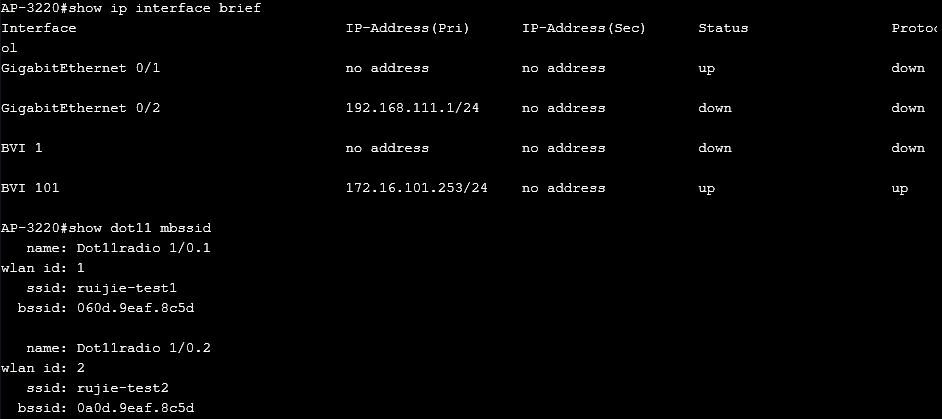 AP-3220#show ip interface brief
Interface IP-Address(Pri) IP-Address(Sec) Status Protoc
ol
GigabitEthernet 0/1 no address no address up down
GigabitEthernet 0/2 192.168.111.1/24 no address down down
BVI 1 no address no address down down
BVI 101 172.16.101.253/24 no address up up
AP-3220#show dot11 mbssid
name: Dot11radio 1/0.1
wlan id: 1
ssid: ruijie-test1
bssid: 060d.9eaf.8c5d
name: Dot11radio 1/0.2
wlan id: 2
ssid: rujie-test2
bssid: 0a0d.9eaf.8c5d